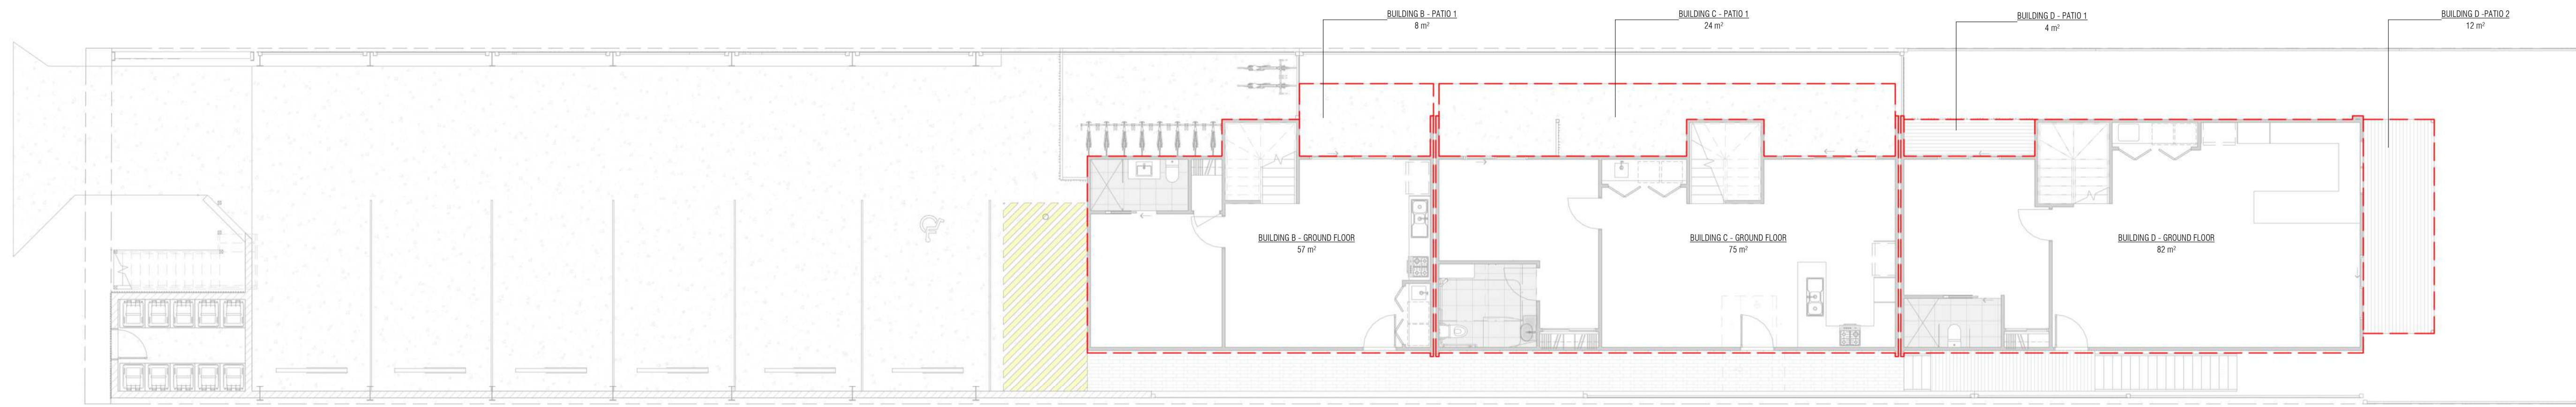 BUILDING B - PATIO 1
8 m²
BUILDING C - PATIO 1
24 m²
BUILDING D - PATIO 1
4 m²
BUILDING D -PATIO 2
12 m²
BUILDING B - GROUND FLOOR
57 m²
BUILDING C - GROUND FLOOR
75 m²
BUILDING D - GROUND FLOOR
82 m²